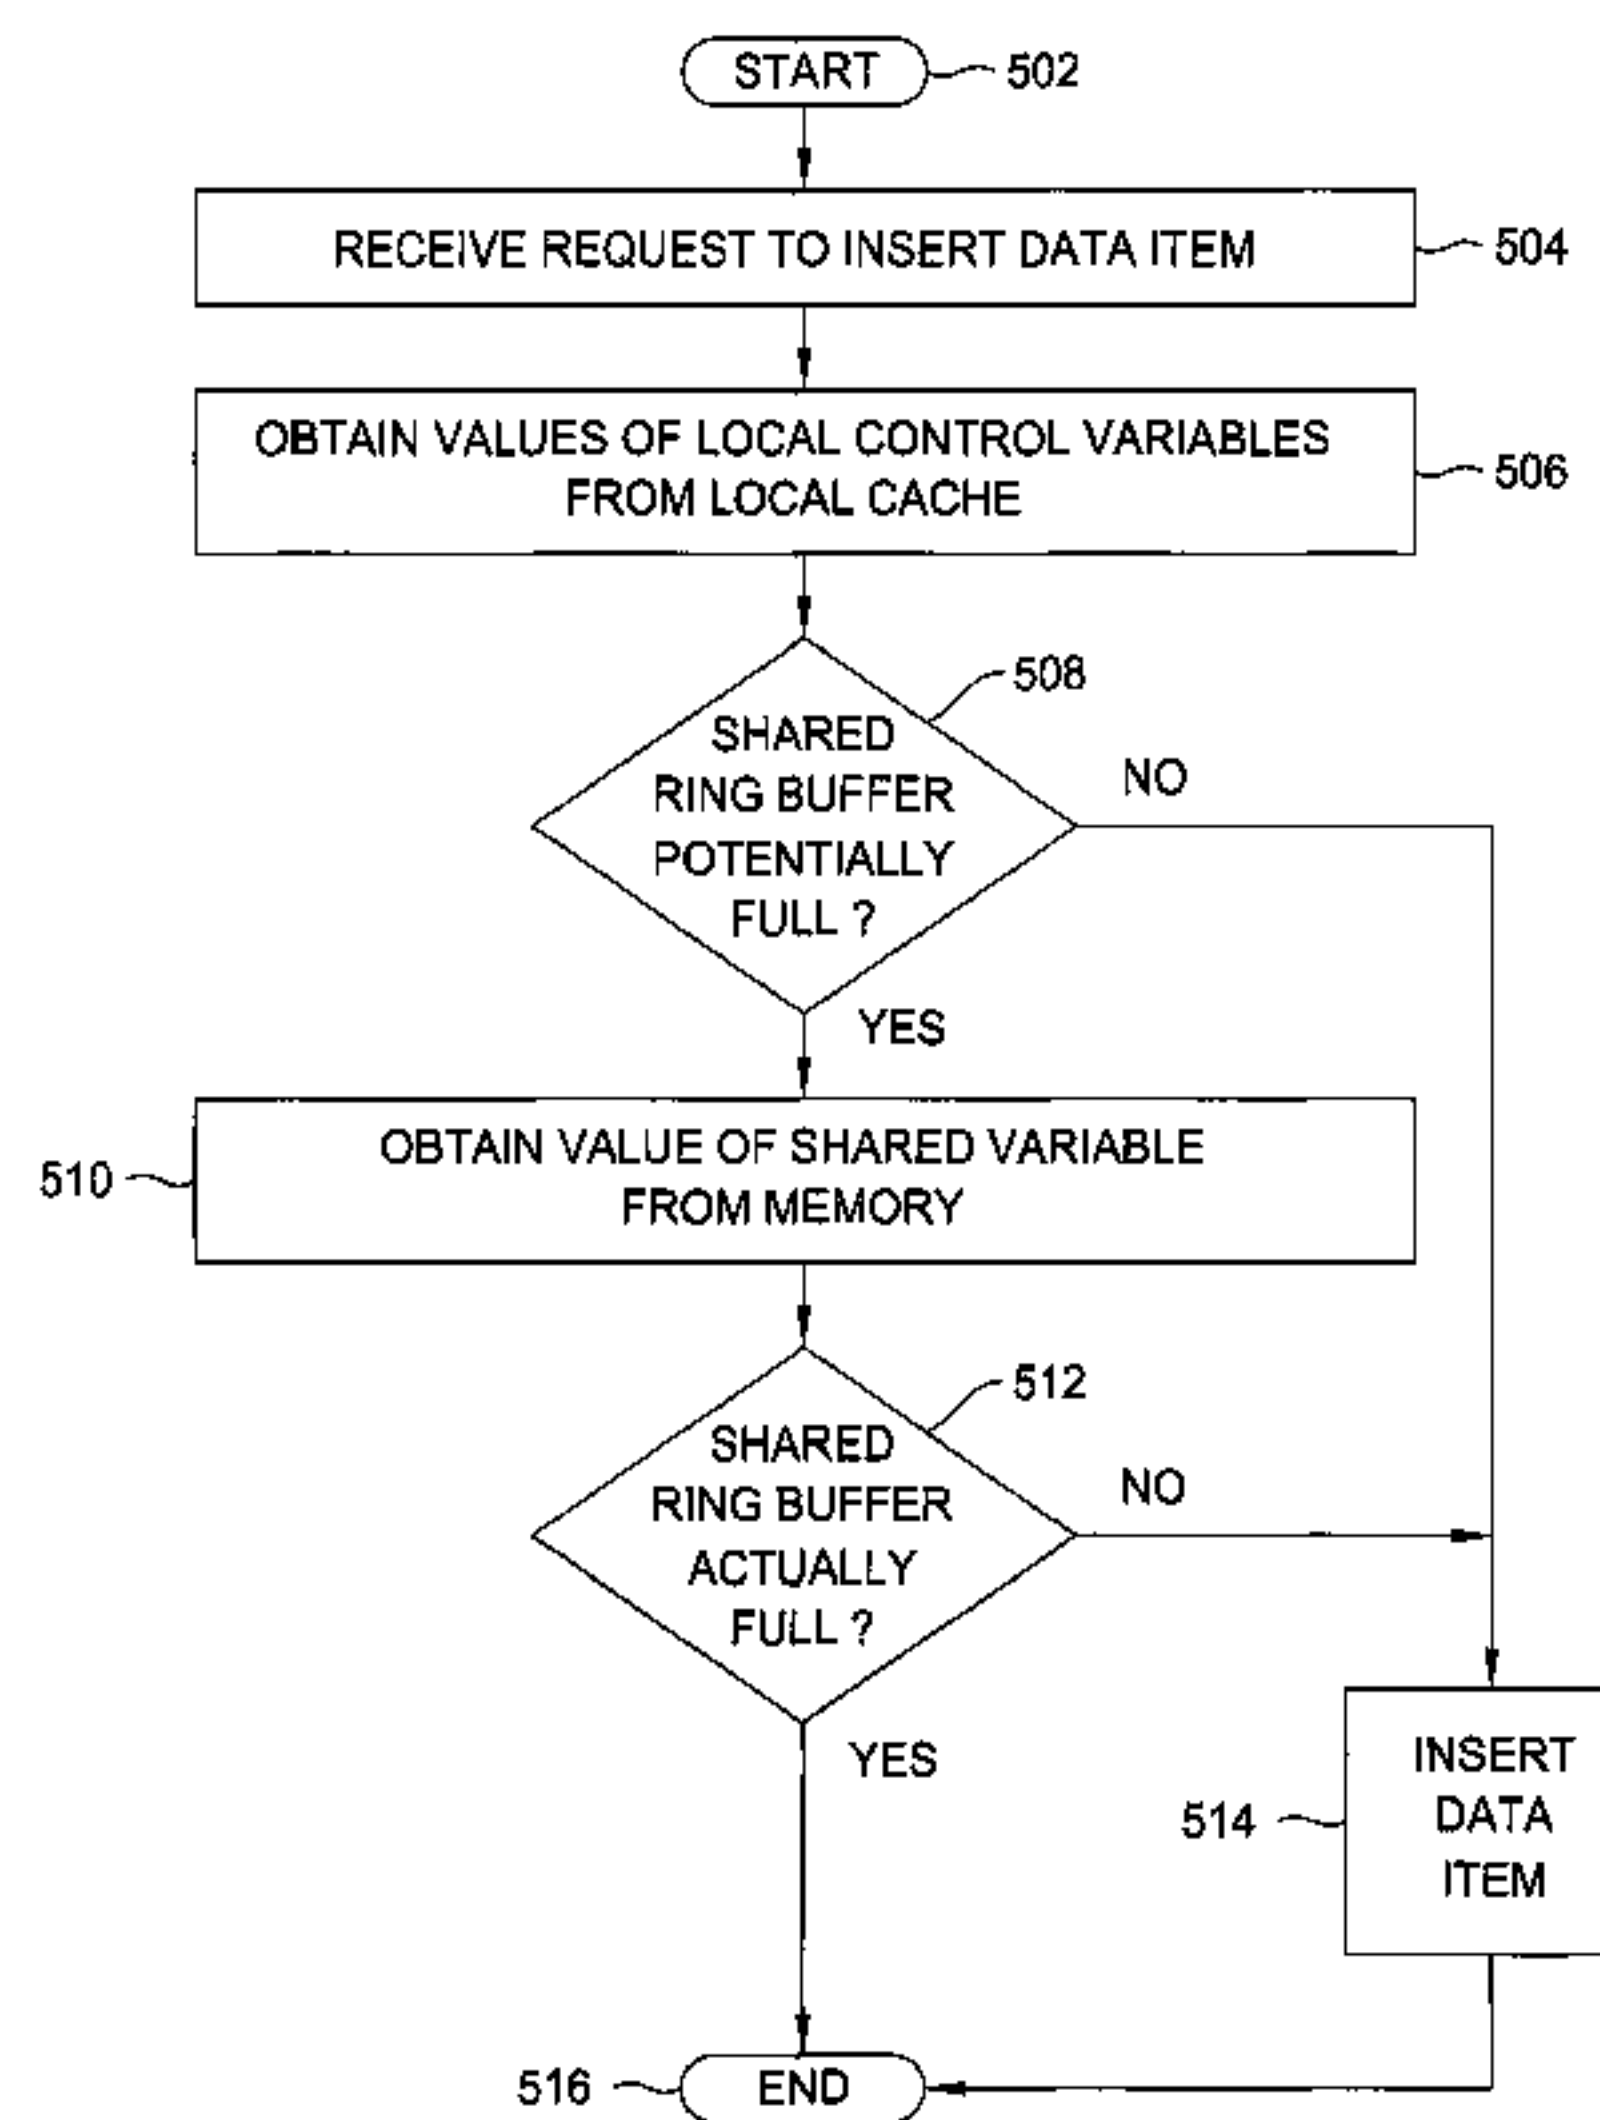 START
502
RECEIVE REQUEST TO INSERT DATA ITEM
504
OBTAIN VALUES OF LOCAL CONTROL VARIABLES
FROM LOCAL CACHE
506
508
SHARED
RING BUFFER
POTENTIALLY
FULL ?
NO
YES
510
OBTAIN VALUE OF SHARED VARIABLE
FROM MEMORY
512
SHARED
RING BUFFER
ACTUALLY
FULL ?
NO
YES
514
INSERT
DATA
ITEM
516
END